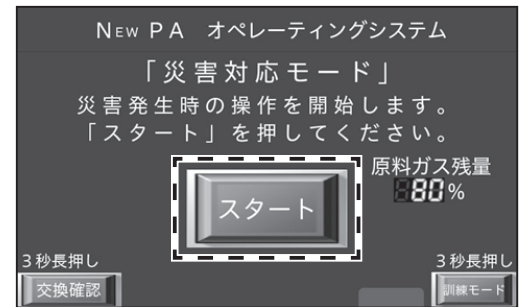 New PA オペレーティングシステム
「災害対応モード」
災害発生時の操作を開始します。
「スタート」を押してください。
原料ガス残量
80%
スタート
3秒長押し
3秒長押し
交換確認
訓練モード